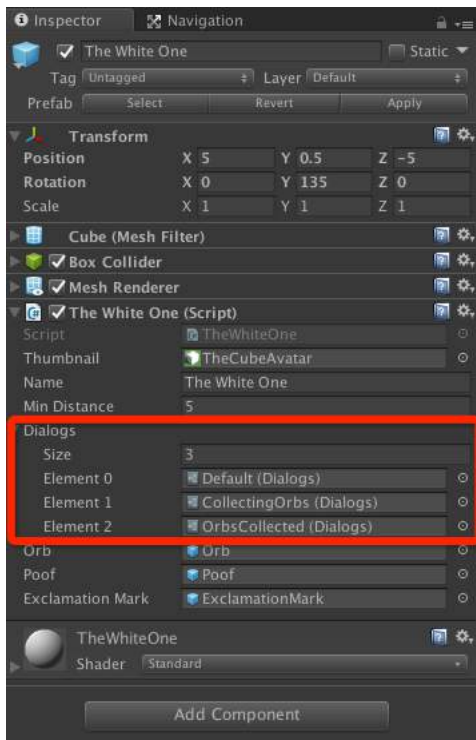 Inspector Navigation
The White One Static
Tag Untagged Layer Default
Prefab Select Revert Apply
Transform
Position X 5 Y 0.5 Z -5
Rotation X 0 Y 135 Z 0
Scale X 1 Y 1 Z 1
Cube (Mesh Filter)
Box Collider
Mesh Renderer
The White One (Script)
Script TheWhiteOne
Thumbnail TheCubeAvatar
Name The White One
Min Distance 5
Dialogs
Size 3
Element 0 Default (Dialogs)
Element 1 CollectingOrbs (Dialogs)
Element 2 OrbsCollected (Dialogs)
Orb Orb
Poof Poof
Exclamation Mark ExclamationMark
TheWhiteOne
Shader Standard
Add Component